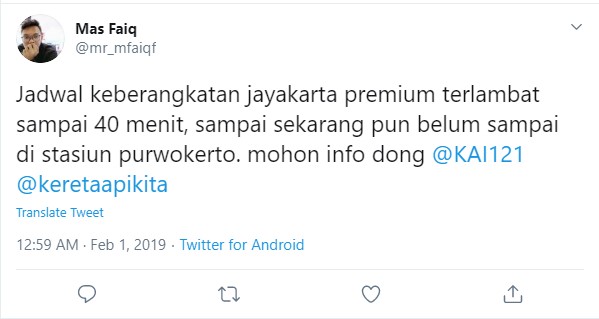 Mas Faiq
@mr_mfaiqf
Jadwal keberangkatan jayakarta premium terlambat
sampai 40 menit, sampai sekarang pun belum sampai
di stasiun purwokerto. mohon info dong @KAI121
@keretaapikita
Translate Tweet
12:59 AM · Feb 1, 2019 · Twitter for Android